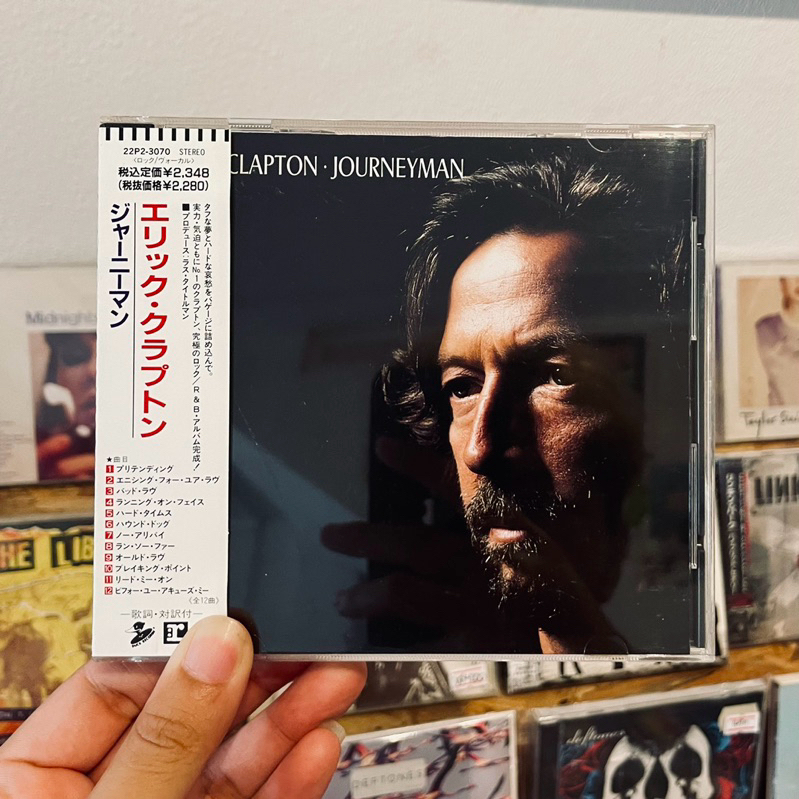 22P2-3070 STEREO
〈ロック/ヴォーカル〉
税込定価¥2,348
(税抜価格¥2,280)
エリック・クラプトン
ジャーニーマン
タフな夢とハードな哀愁をバゲージに詰め込んで。
実力・気迫ともにNo.1のクラプトン、究極のロック/R&B・アルバム完成!
■プロデュース:ラス・タイトルマン
★曲目
1 プリテンディング
2 エニシング・フォー・ユア・ラヴ
3 バッド・ラヴ
4 ランニング・オン・フェイス
5 ハード・タイムス
6 ハウンド・ドッグ
7 ノー・アリバイ
8 ラン・ソー・ファー
9 オールド・ラヴ
10 ブレイキング・ポイント
11 リード・ミー・オン
12 ビフォー・ユー・アキューズ・ミー
(全12曲)
—歌詞・対訳付—
CLAPTON · JOURNEYMAN
Midnights
Taylor Swi
HE LIB
LINK
DEFTONES
deftones